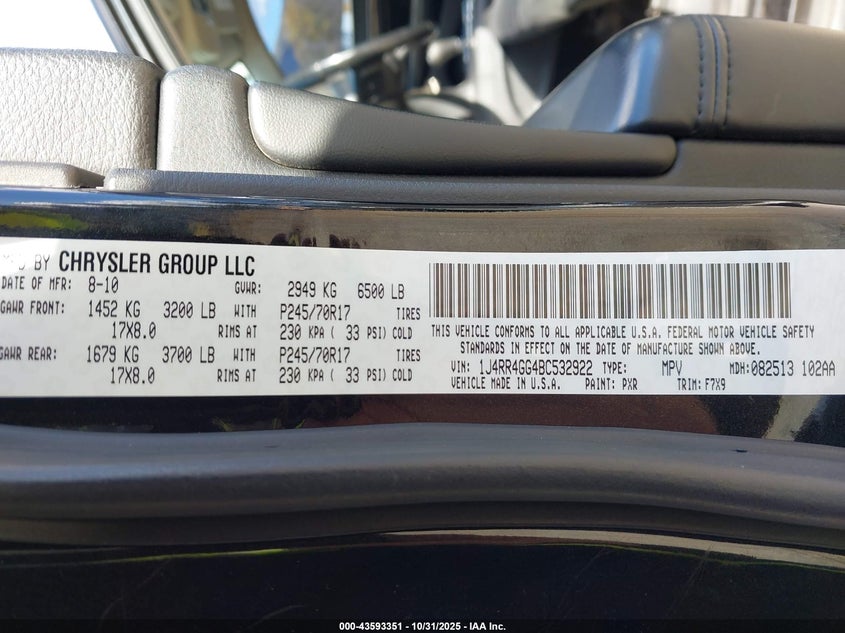 BY CHRYSLER GROUP LLC
DATE OF MFR: 8-10 GVWR: 2949 KG 6500 LB
GAWR FRONT: 1452 KG 3200 LB WITH P245/70R17 TIRES
17X8.0 RIMS AT 230 KPA ( 33 PSI) COLD
GAWR REAR: 1679 KG 3700 LB WITH P245/70R17 TIRES
17X8.0 RIMS AT 230 KPA ( 33 PSI) COLD
THIS VEHICLE CONFORMS TO ALL APPLICABLE U.S.A. FEDERAL MOTOR VEHICLE SAFETY
STANDARDS IN EFFECT ON THE DATE OF MANUFACTURE SHOWN ABOVE.
VIN: 1J4RR4GG4BC532922 TYPE: MPV MDH: 082513 102AA
VEHICLE MADE IN U.S.A. PAINT: PXR TRIM: F7X9
000-43593351 - 10/31/2025 - IAA Inc.